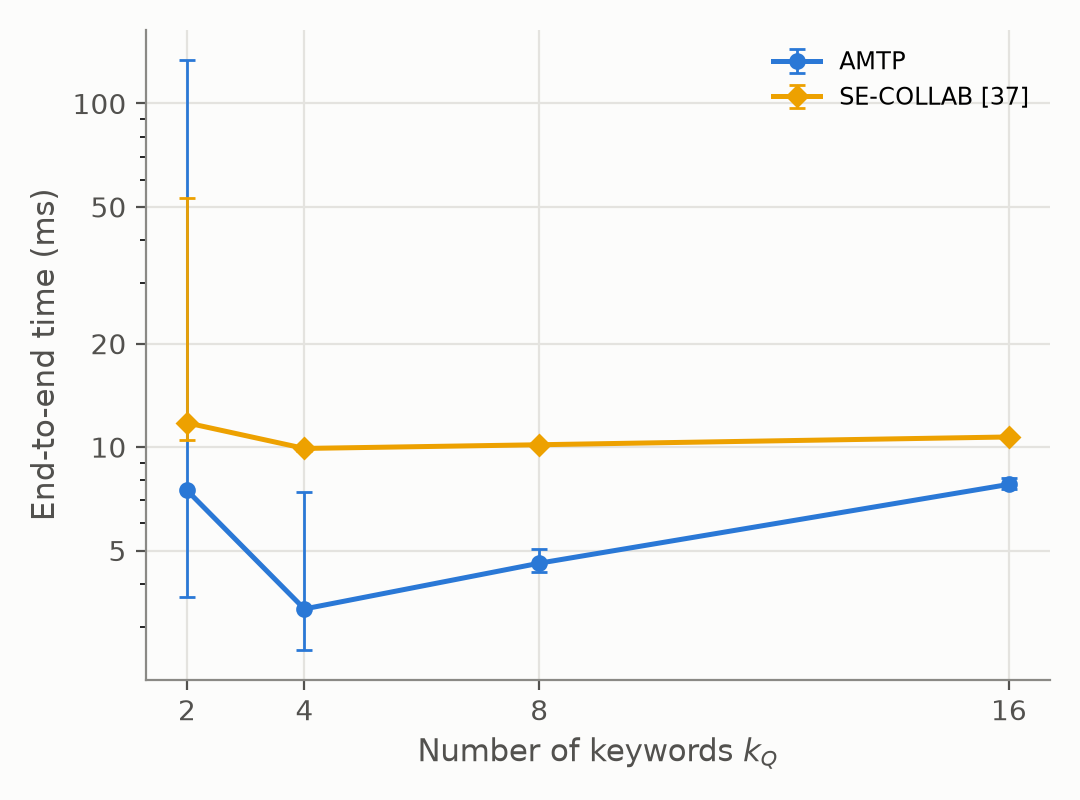 AMTP
SE-COLLAB [37]
End-to-end time (ms)
100
50
20
10
5
2 4 8 16
Number of keywords k_Q